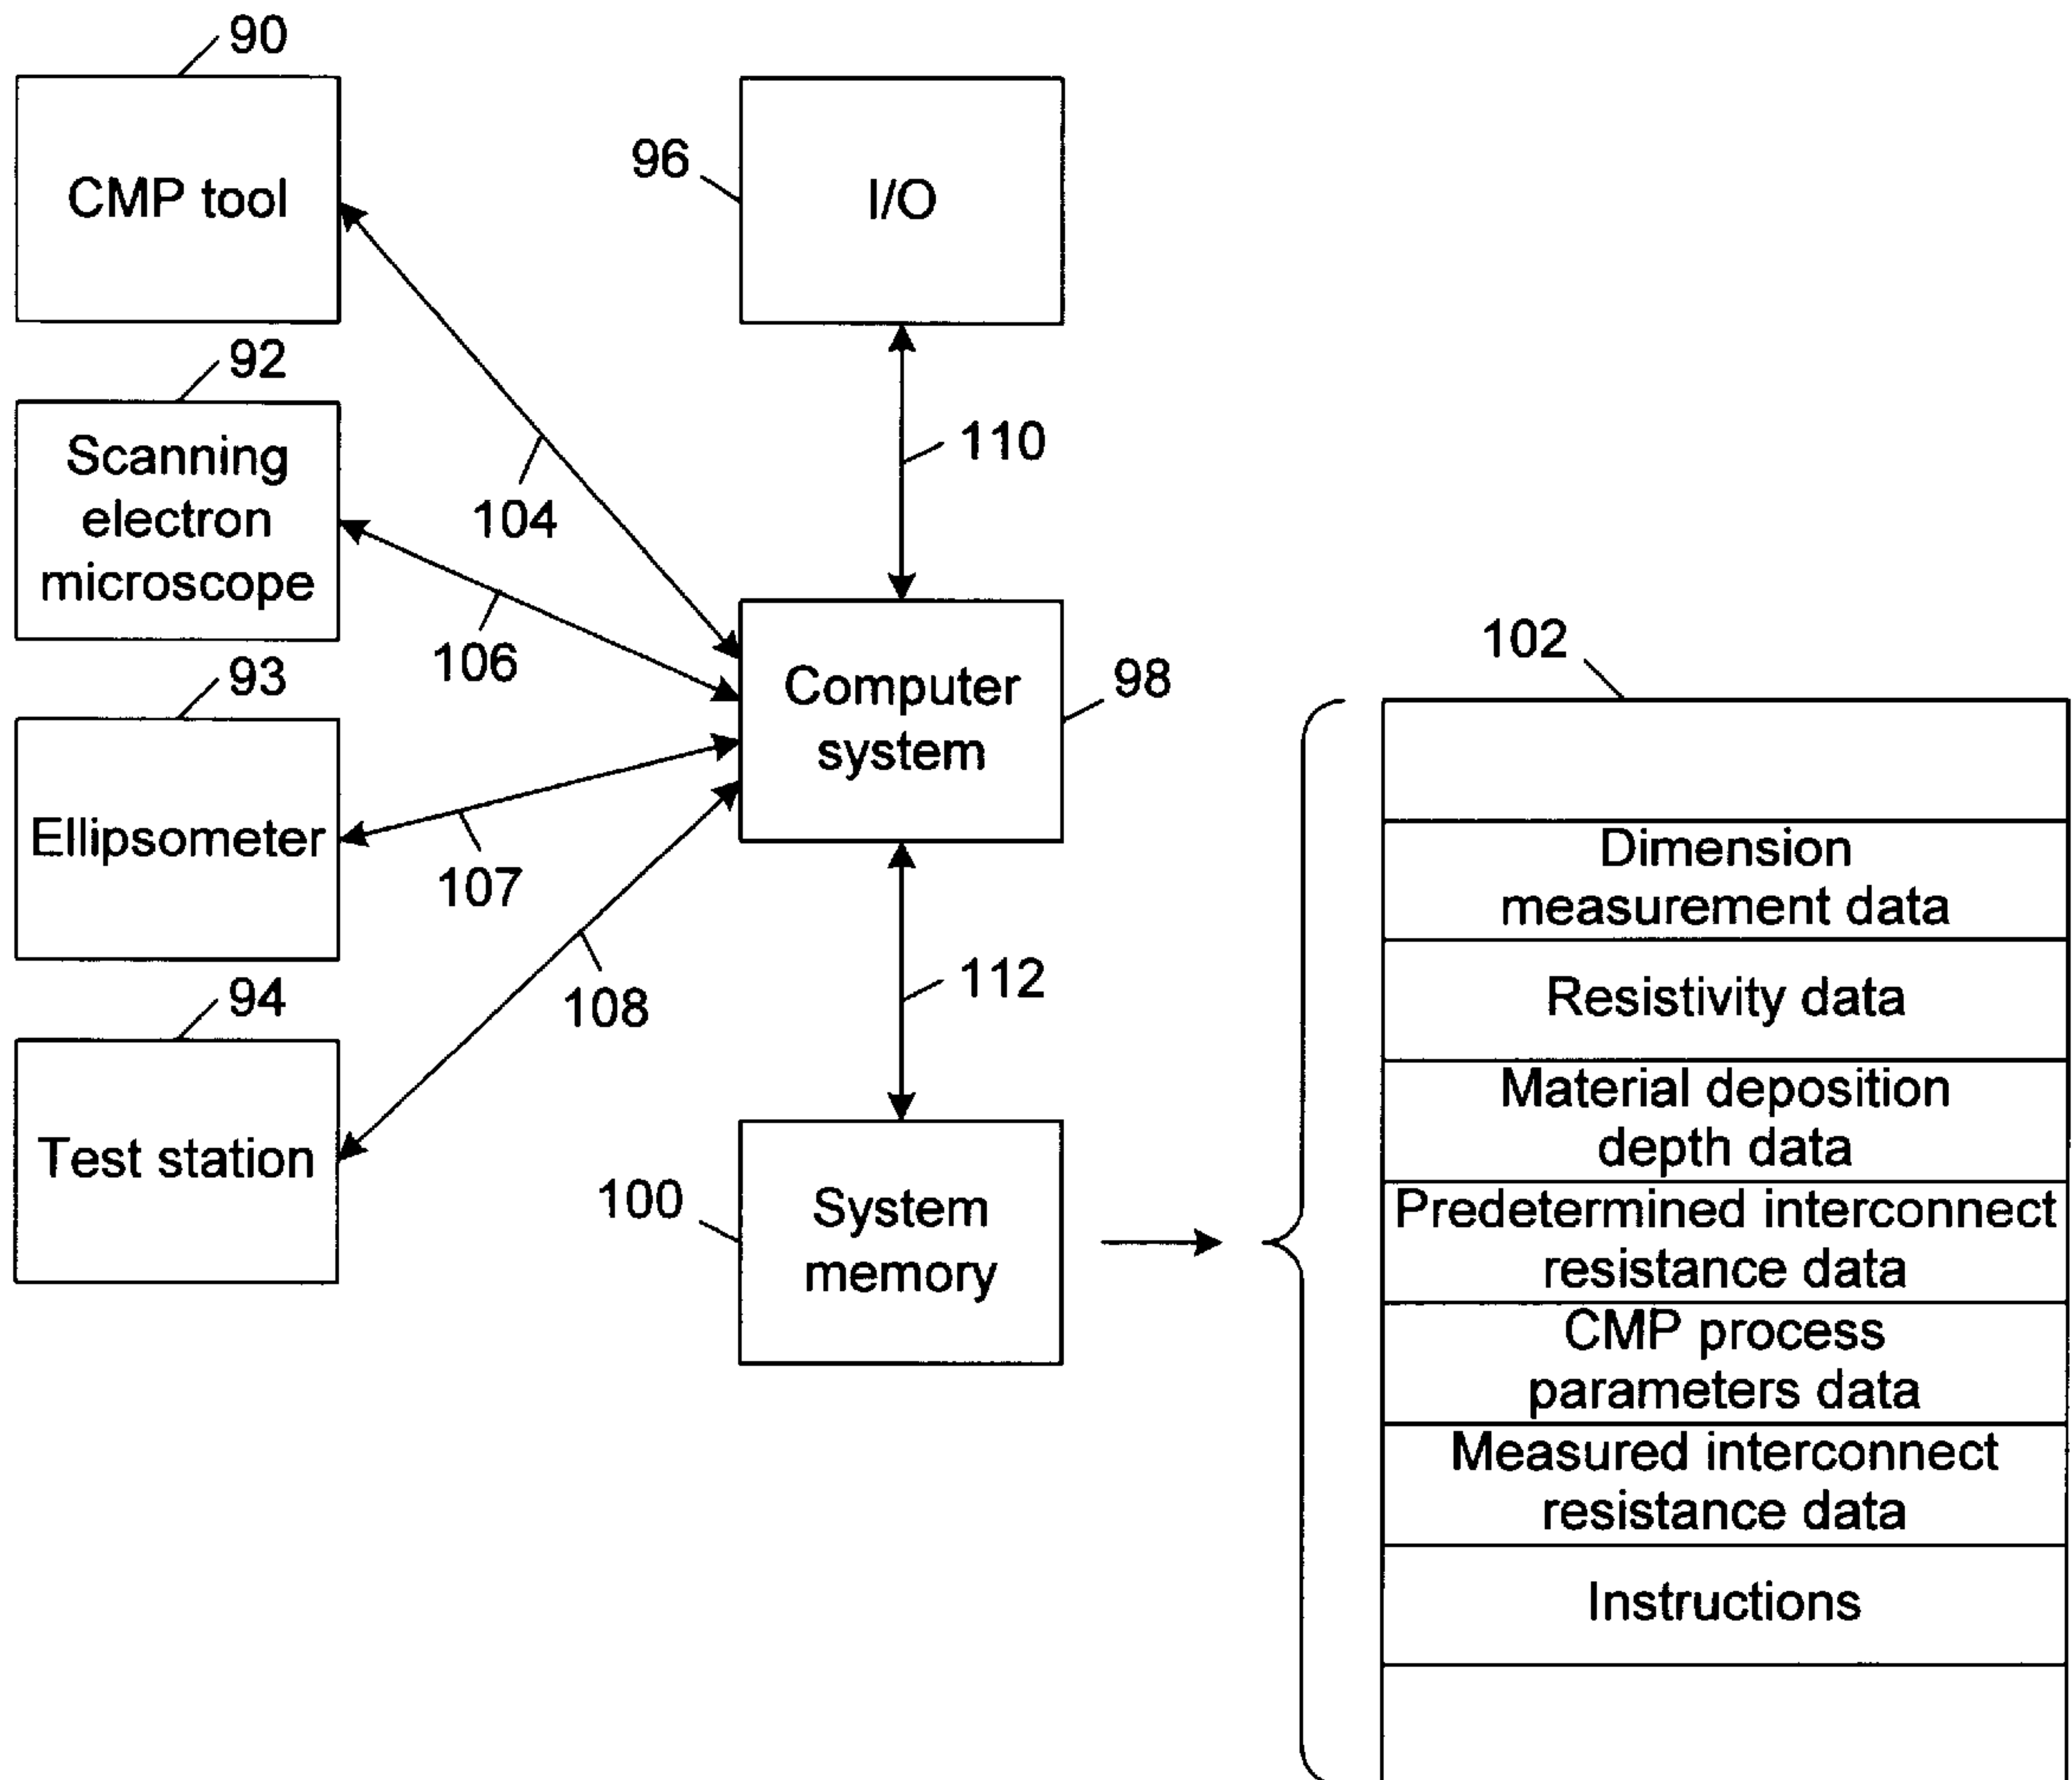 90
CMP tool
96
I/O
92
Scanning
electron
microscope
104
110
106
93
Ellipsometer
107
Computer
system
98
102
94
Test station
108
112
100
System
memory
Dimension
measurement data
Resistivity data
Material deposition
depth data
Predetermined interconnect
resistance data
CMP process
parameters data
Measured interconnect
resistance data
Instructions